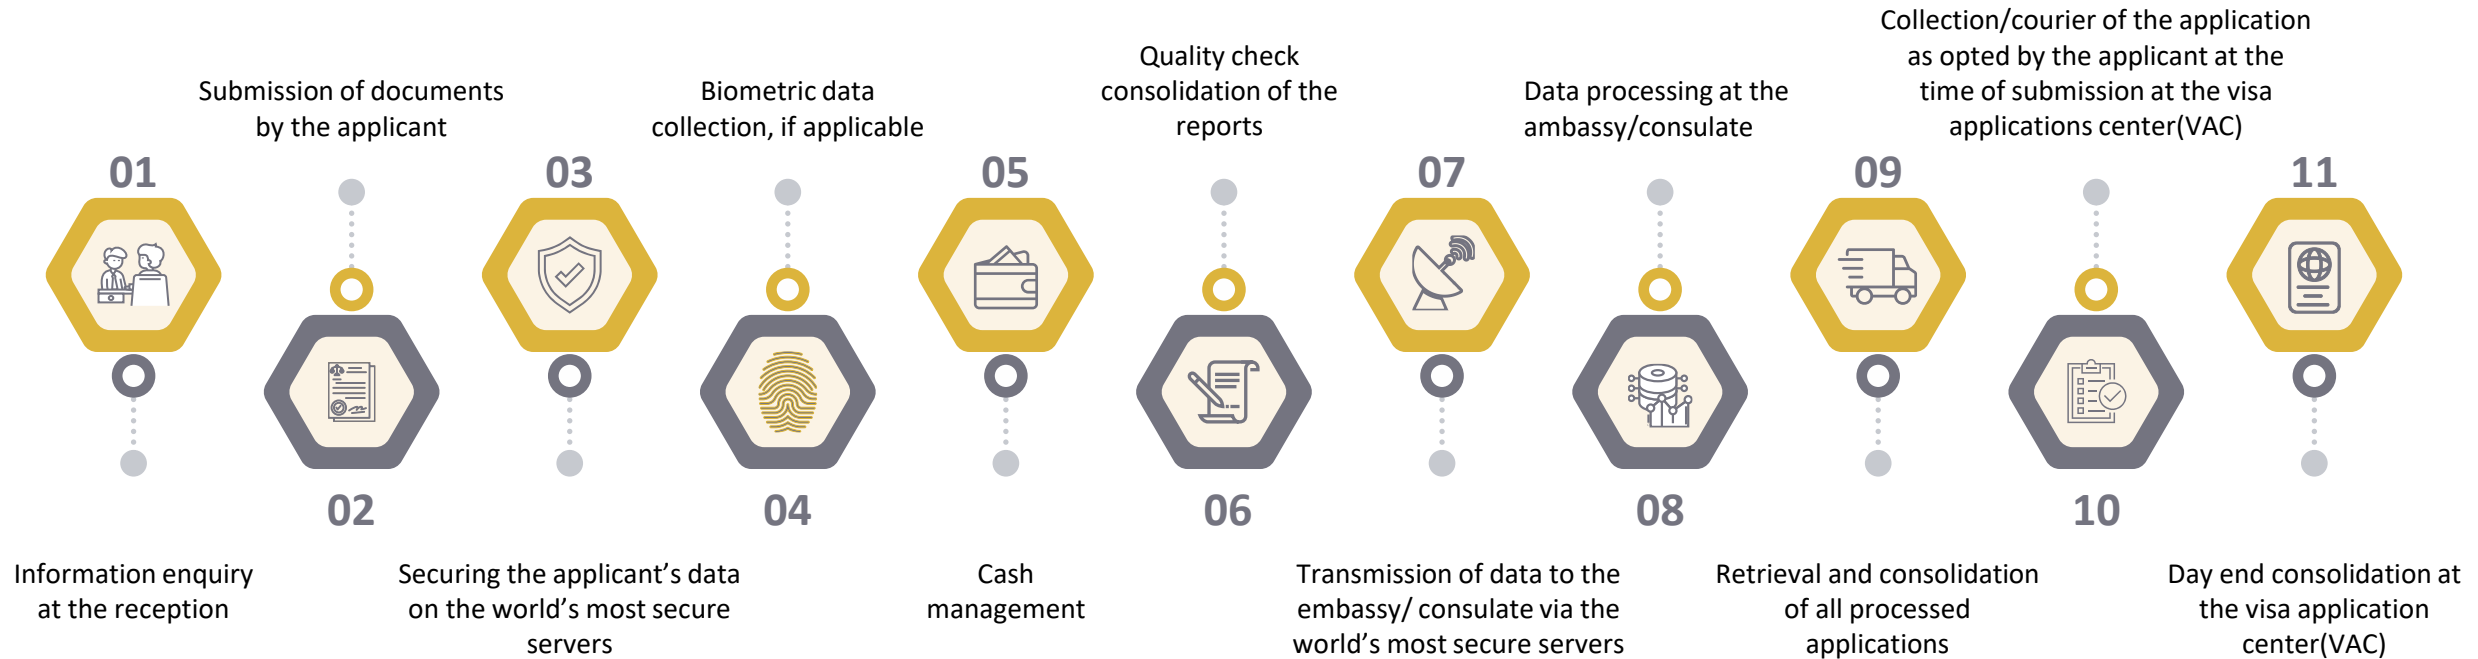 01
Information enquiry
at the reception
Submission of documents
by the applicant
02
03
Securing the applicant's data
on the world's most secure
servers
Biometric data
collection, if applicable
04
05
Cash
management
Quality check
consolidation of the
reports
06
07
Transmission of data to the
embassy/ consulate via the
world's most secure servers
Data processing at the
ambassy/consulate
08
09
Retrieval and consolidation
of all processed
applications
Collection/courier of the application
as opted by the applicant at the
time of submission at the visa
applications center(VAC)
10
11
Day end consolidation at
the visa application
center(VAC)